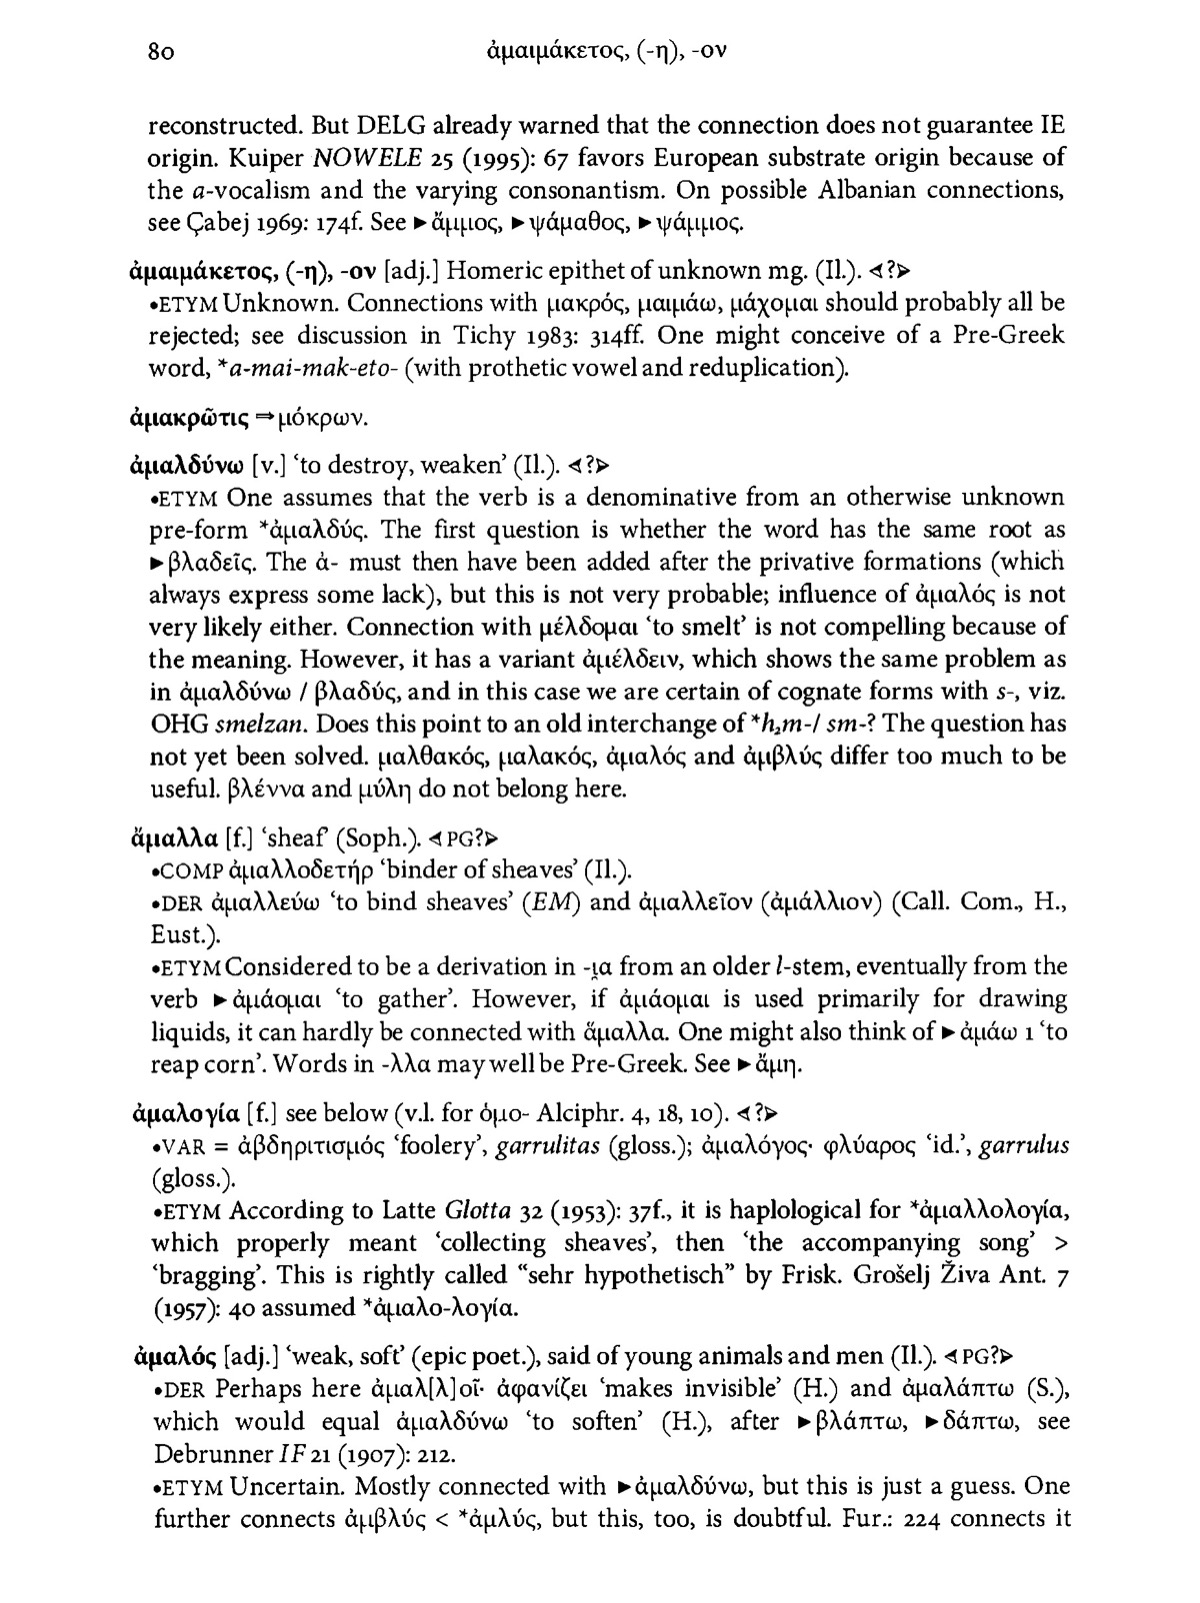 80 ἀμαιμάκετος, (-η), -ον
reconstructed. But DELG already warned that the connection does not guarantee IE
origin. Kuiper NOWELE 25 (1995): 67 favors European substrate origin because of
the a-vocalism and the varying consonantism. On possible Albanian connections,
see Çabej 1969: 174f. See ►ἄμμος, ►ψάμαθος, ►ψάμμος.
ἀμαιμάκετος, (-η), -ον [adj.] Homeric epithet of unknown mg. (Il.). ⋖?⋗
•ETYM Unknown. Connections with μακρός, μαιμάω, μάχομαι should probably all be
rejected; see discussion in Tichy 1983: 314ff. One might conceive of a Pre-Greek
word, *a-mai-mak-eto- (with prothetic vowel and reduplication).
ἀμακρῶτις ⇒μόκρων.
ἀμαλδύνω [v.] ‘to destroy, weaken’ (Il.). ⋖?⋗
•ETYM One assumes that the verb is a denominative from an otherwise unknown
pre-form *ἀμαλδύς. The first question is whether the word has the same root as
►βλαδεῖς. The ἀ- must then have been added after the privative formations (which
always express some lack), but this is not very probable; influence of ἀμαλός is not
very likely either. Connection with μέλδομαι ‘to smelt’ is not compelling because of
the meaning. However, it has a variant ἀμέλδειν, which shows the same problem as
in ἀμαλδύνω / βλαδύς, and in this case we are certain of cognate forms with s-, viz.
OHG smelzan. Does this point to an old interchange of *h₂m-/ sm-? The question has
not yet been solved. μαλθακός, μαλακός, ἀμαλός and ἀμβλύς differ too much to be
useful. βλέννα and μύλη do not belong here.
ἄμαλλα [f.] ‘sheaf’ (Soph.). ⋖PG?⋗
•COMP ἀμαλλοδετήρ ‘binder of sheaves’ (Il.).
•DER ἀμαλλεύω ‘to bind sheaves’ (EM) and ἀμαλλεῖον (ἀμάλλιον) (Call. Com., H.,
Eust.).
•ETYM Considered to be a derivation in -ι̯α from an older l-stem, eventually from the
verb ►ἀμάομαι ‘to gather’. However, if ἀμάομαι is used primarily for drawing
liquids, it can hardly be connected with ἄμαλλα. One might also think of ►ἀμάω 1 ‘to
reap corn’. Words in -λλα may well be Pre-Greek. See ►ἄμη.
ἀμαλογία [f.] see below (v.l. for ὁμο- Alciphr. 4, 18, 10). ⋖?⋗
•VAR = ἀβδηριτισμός ‘foolery’, garrulitas (gloss.); ἀμαλόγος· φλύαρος ‘id.’, garrulus
(gloss.).
•ETYM According to Latte Glotta 32 (1953): 37f., it is haplological for *ἀμαλλολογία,
which properly meant ‘collecting sheaves’, then ‘the accompanying song’ >
‘bragging’. This is rightly called “sehr hypothetisch” by Frisk. Grošelj Živa Ant. 7
(1957): 40 assumed *ἁμαλο-λογία.
ἀμαλός [adj.] ‘weak, soft’ (epic poet.), said of young animals and men (Il.). ⋖PG?⋗
•DER Perhaps here ἀμαλ[λ]οῖ· ἀφανίζει ‘makes invisible’ (H.) and ἀμαλάπτω (S.),
which would equal ἀμαλδύνω ‘to soften’ (H.), after ►βλάπτω, ►δάπτω, see
Debrunner IF 21 (1907): 212.
•ETYM Uncertain. Mostly connected with ►ἀμαλδύνω, but this is just a guess. One
further connects ἀμβλύς < *ἀμλύς, but this, too, is doubtful. Fur.: 224 connects it